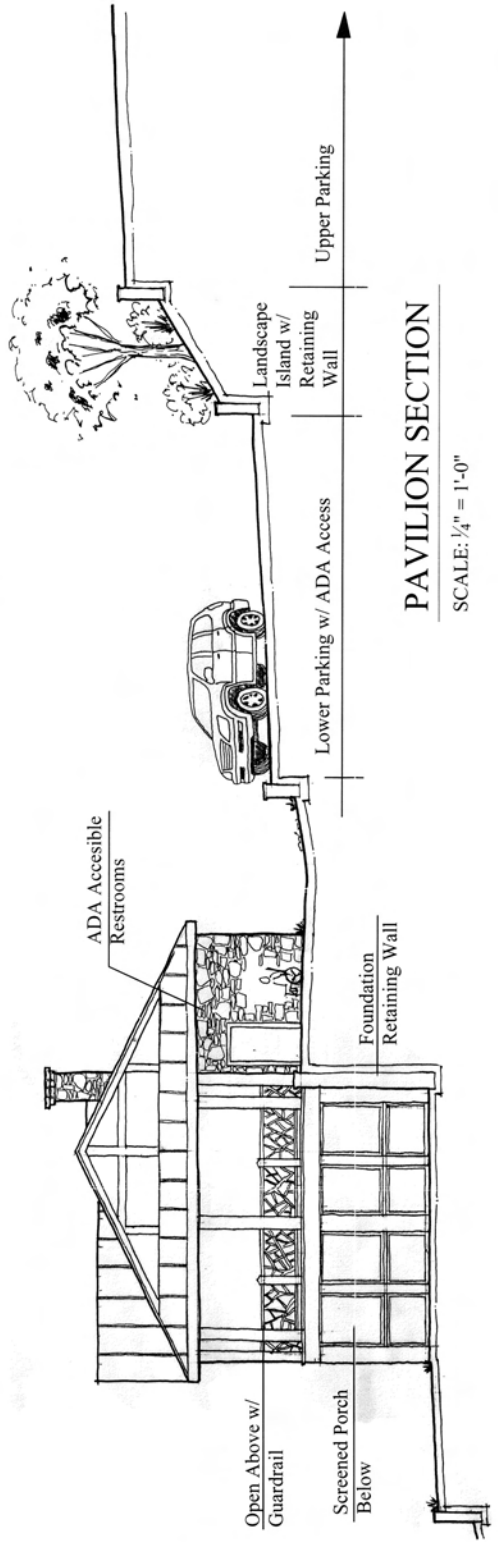 ADA Accesible
Restrooms
Open Above w/
Guardrail
Screened Porch
Below
Foundation
Retaining Wall
Lower Parking w/ ADA Access
Landscape
Island w/
Retaining
Wall
Upper Parking
PAVILION SECTION
SCALE: ¼" = 1'-0"